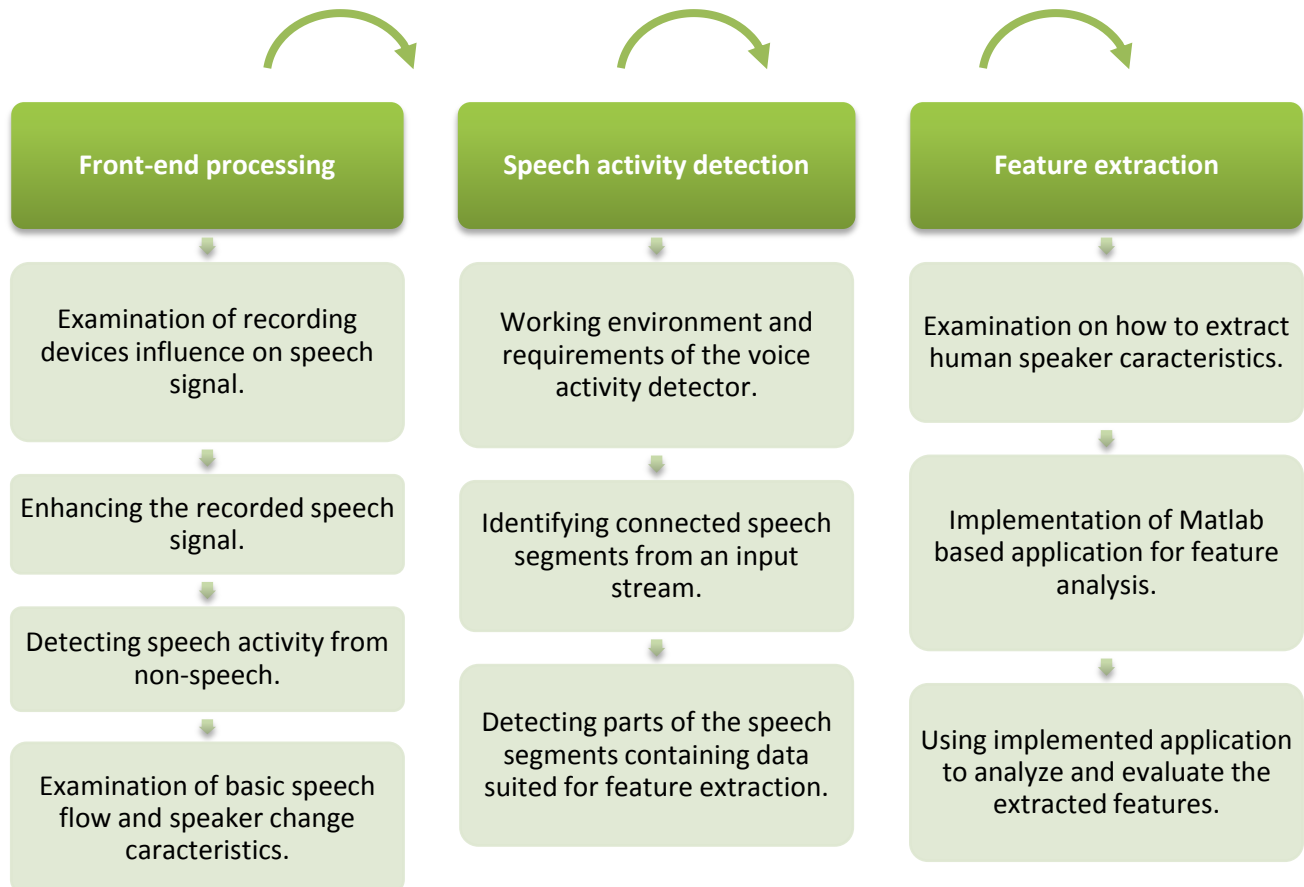 Front-end processing
Examination of recording
devices influence on speech
signal.
Enhancing the recorded speech
signal.
Detecting speech activity from
non-speech.
Examination of basic speech
flow and speaker change
caracteristics.
Speech activity detection
Working environment and
requirements of the voice
activity detector.
Identifying connected speech
segments from an input
stream.
Detecting parts of the speech
segments containing data
suited for feature extraction.
Feature extraction
Examination on how to extract
human speaker caracteristics.
Implementation of Matlab
based application for feature
analysis.
Using implemented application
to analyze and evaluate the
extracted features.